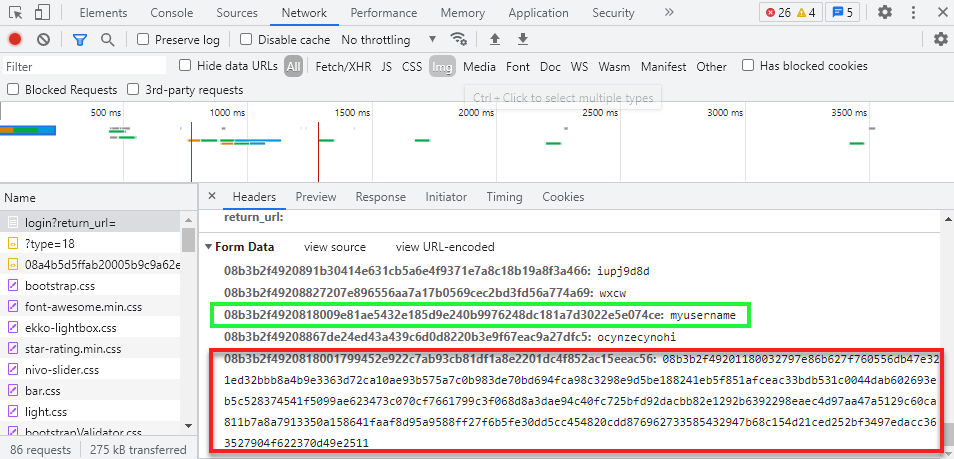 Elements Console Sources Network Performance Memory Application Security » 26 4 5
Preserve log Disable cache No throttling
Filter Hide data URLs All Fetch/XHR JS CSS Img Media Font Doc WS Wasm Manifest Other Has blocked cookies
Blocked Requests 3rd-party requests
Ctrl + Click to select multiple types
500 ms 1000 ms 1500 ms 2000 ms 2500 ms 3000 ms 3500 ms
Name
login?return_url=
?type=18
08a4b5d5ffab20005b9c9a62e
bootstrap.css
font-awesome.min.css
ekko-lightbox.css
star-rating.min.css
nivo-slider.css
bar.css
light.css
bootstrapValidator.css
86 requests 275 kB transferred
Headers Preview Response Initiator Timing Cookies
return_url:
Form Data view source view URL-encoded
08b3b2f4920891b30414e631cb5a6e4f9371e7a8c18b19a8f3a466: iupj9d8d
08b3b2f49208827207e896556aa7a17b0569cec2bd3fd56a774a69: wxcw
08b3b2f4920818009e81ae5432e185d9e240b9976248dc181a7d3022e5e074ce: myusername
08b3b2f49208867de24ed43a439c6d0d8220b3e9f67eac9a27dfc5: ocynzecynohi
08b3b2f4920818001799452e922c7ab93cb81df1a8e2201dc4f852ac15eeac56: 08b3b2f49201180032797e86b627f760556db47e32
1ed32bbb8a4b9e3363d72ca10ae93b575a7c0b983de70bd694fca98c3298e9d5be188241eb5f851afceac33bdb531c0044dab602693e
b5c528374541f5099ae623473c070cf7661799c3f068d8a3dae94c40fc725bfd92dacbb82e1292b6392298eaec4d97aa47a5129c60ca
811b7a8a7913350a158641faaf8d95a9588ff27f6b5fe30dd5cc454820cdd876962733585432947b68c154d21ced252bf3497edacc36
3527904f622370d49e2511